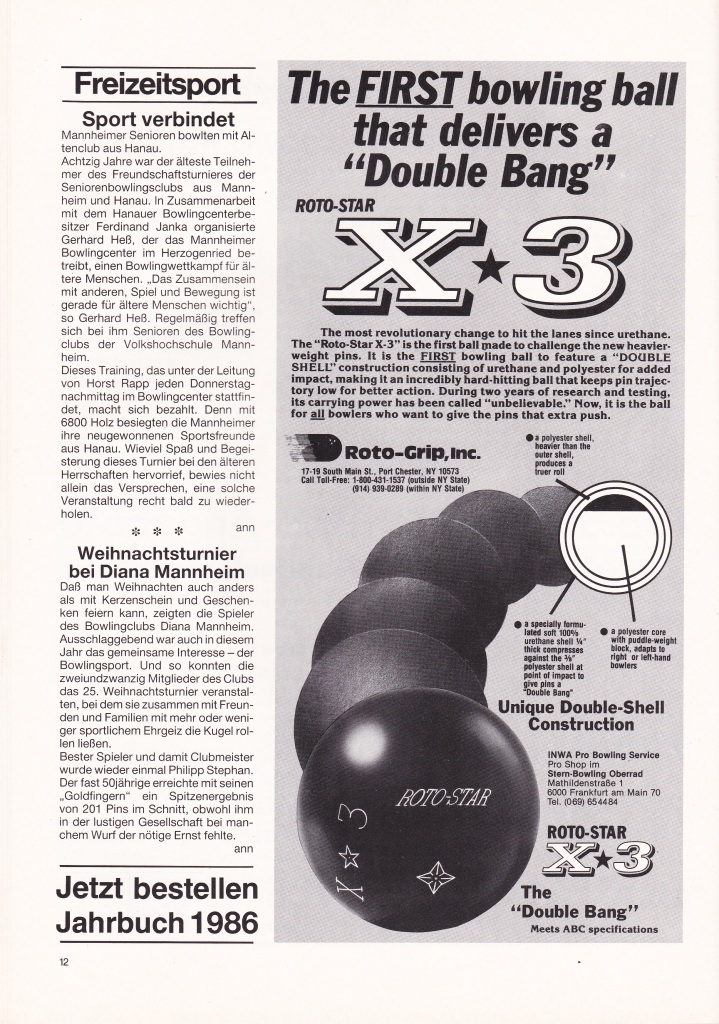 Freizeitsport
Sport verbindet
Mannheimer Senioren bowlten mit Al-
tenclub aus Hanau.
Achtzig Jahre war der älteste Teilneh-
mer des Freundschaftsturnieres der
Seniorenbowlingsclubs aus Mann-
heim und Hanau. In Zusammenarbeit
mit dem Hanauer Bowlingcenterbe-
sitzer Ferdinand Janka organisierte
Gerhard Heß, der das Mannheimer
Bowlingcenter im Herzogenried be-
treibt, einen Bowlingwettkampf für äl-
tere Menschen. „Das Zusammensein
mit anderen, Spiel und Bewegung ist
gerade für ältere Menschen wichtig“,
so Gerhard Heß. Regelmäßig treffen
sich bei ihm Senioren des Bowling-
clubs der Volkshochschule Mann-
heim.
Dieses Training, das unter der Leitung
von Horst Rapp jeden Donnerstag-
nachmittag im Bowlingcenter stattfin-
det, macht sich bezahlt. Denn mit
6800 Holz besiegten die Mannheimer
ihre neugewonnenen Sportsfreunde
aus Hanau. Wieviel Spaß und Begei-
sterung dieses Turnier bei den älteren
Herrschaften hervorrief, bewies nicht
allein das Versprechen, eine solche
Veranstaltung recht bald zu wieder-
holen.
ann
* * *
Weihnachtsturnier
bei Diana Mannheim
Daß man Weihnachten auch anders
als mit Kerzenschein und Geschen-
ken feiern kann, zeigten die Spieler
des Bowlingclubs Diana Mannheim.
Ausschlaggebend war auch in diesem
Jahr das gemeinsame Interesse – der
Bowlingsport. Und so konnten die
zweiundzwanzig Mitglieder des Clubs
das 25. Weihnachtsturnier veranstal-
ten, bei dem sie zusammen mit Freun-
den und Familien mit mehr oder weni-
ger sportlichem Ehrgeiz die Kugel rol-
len ließen.
Bester Spieler und damit Clubmeister
wurde wieder einmal Philipp Stephan.
Der fast 50jährige erreichte mit seinen
„Goldfingern“ ein Spitzenergebnis
von 201 Pins im Schnitt, obwohl ihm
in der lustigen Gesellschaft bei man-
chem Wurf der nötige Ernst fehlte.
ann
Jetzt bestellen
Jahrbuch 1986
12
The FIRST bowling ball
that delivers a
“Double Bang”
ROTO-STAR
X★3
The most revolutionary change to hit the lanes since urethane.
The “Roto-Star X-3” is the first ball made to challenge the new heavier-
weight pins. It is the FIRST bowling ball to feature a “DOUBLE
SHELL” construction consisting of urethane and polyester for added
impact, making it an incredibly hard-hitting ball that keeps pin trajec-
tory low for better action. During two years of research and testing,
its carrying power has been called “unbelievable.” Now, it is the ball
for all bowlers who want to give the pins that extra push.
Roto-Grip, Inc.
17-19 South Main St., Port Chester, NY 10573
Call Toll-Free: 1-800-431-1537 (outside NY State)
(914) 939-0289 (within NY State)
● a polyester shell,
heavier than the
outer shell,
produces a
truer roll
● a specially formu-
lated soft 100%
urethane shell ¼"
thick compresses
against the ⅜"
polyester shell at
point of impact to
give pins a
"Double Bang"
● a polyester core
with puddle-weight
block, adapts to
right or left-hand
bowlers
Unique Double-Shell
Construction
INWA Pro Bowling Service
Pro Shop im
Stern-Bowling Oberrad
Mathildenstraße 1
6000 Frankfurt am Main 70
Tel. (069) 654484
ROTO-STAR
X☆3
ROTO-STAR
X★3
The
“Double Bang”
Meets ABC specifications